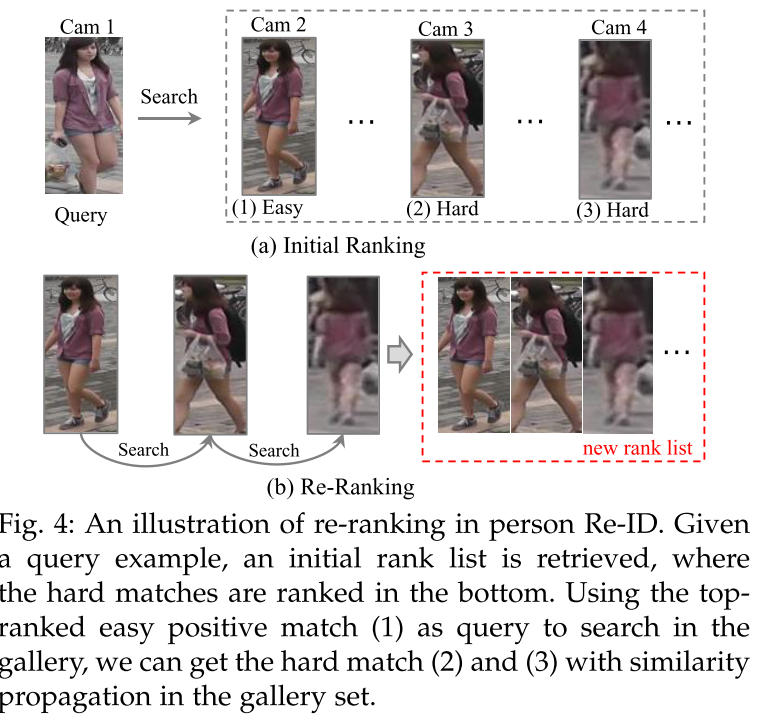 Cam 1
Cam 2
Cam 3
Cam 4
Search
...
...
...
Query
(1) Easy
(2) Hard
(3) Hard
(a) Initial Ranking
Search
Search
...
new rank list
(b) Re-Ranking
Fig. 4: An illustration of re-ranking in person Re-ID. Given
a query example, an initial rank list is retrieved, where
the hard matches are ranked in the bottom. Using the top-
ranked easy positive match (1) as query to search in the
gallery, we can get the hard match (2) and (3) with similarity
propagation in the gallery set.